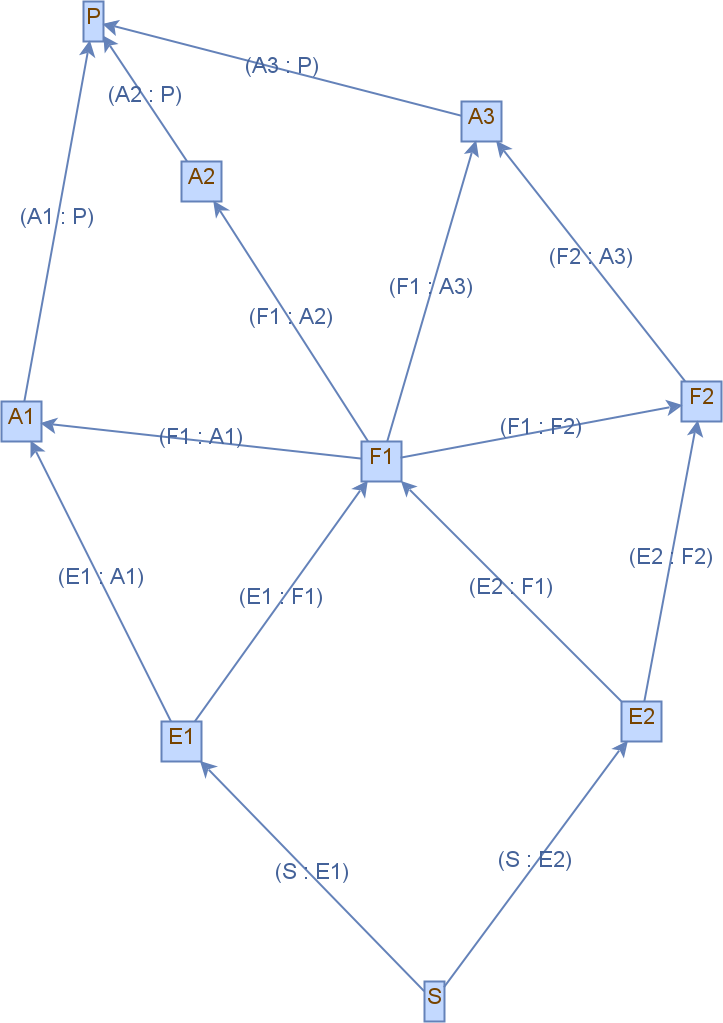 P
(A3 : P)
(A2 : P)
A3
A2
(A1 : P)
(F2 : A3)
(F1 : A3)
(F1 : A2)
F2
A1
(F1 : F2)
(F1 : A1)
F1
(E2 : F2)
(E1 : A1)
(E2 : F1)
(E1 : F1)
E2
E1
(S : E2)
(S : E1)
S